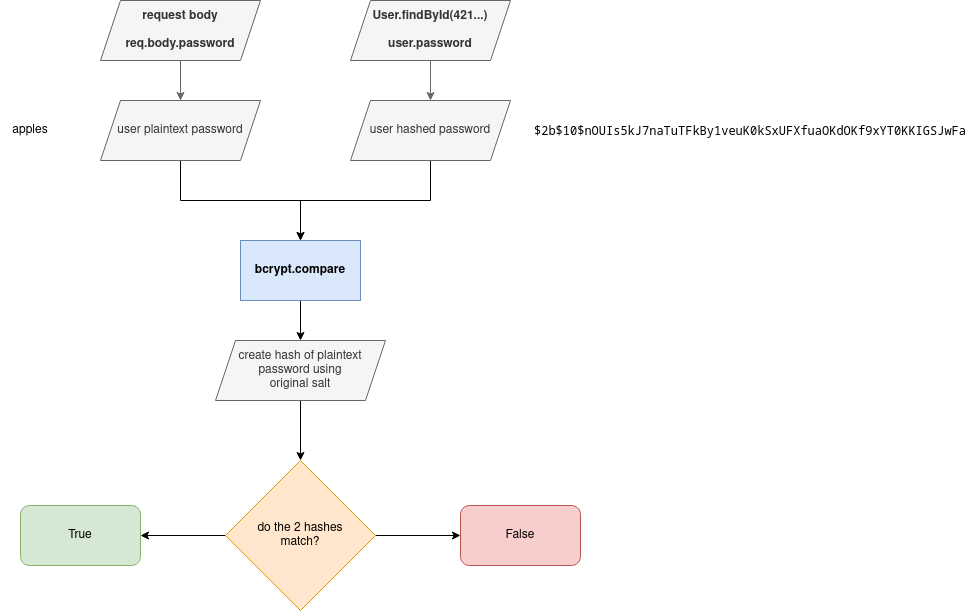 request body
req.body.password
User.findById(421...)
user.password
apples
user plaintext password
user hashed password
$2b$10$nOUIs5kJ7naTuTFkBy1veuK0kSxUFXfuaOKdOKf9xYT0KKIGSJwFa
bcrypt.compare
create hash of plaintext
password using
original salt
do the 2 hashes
match?
True
False